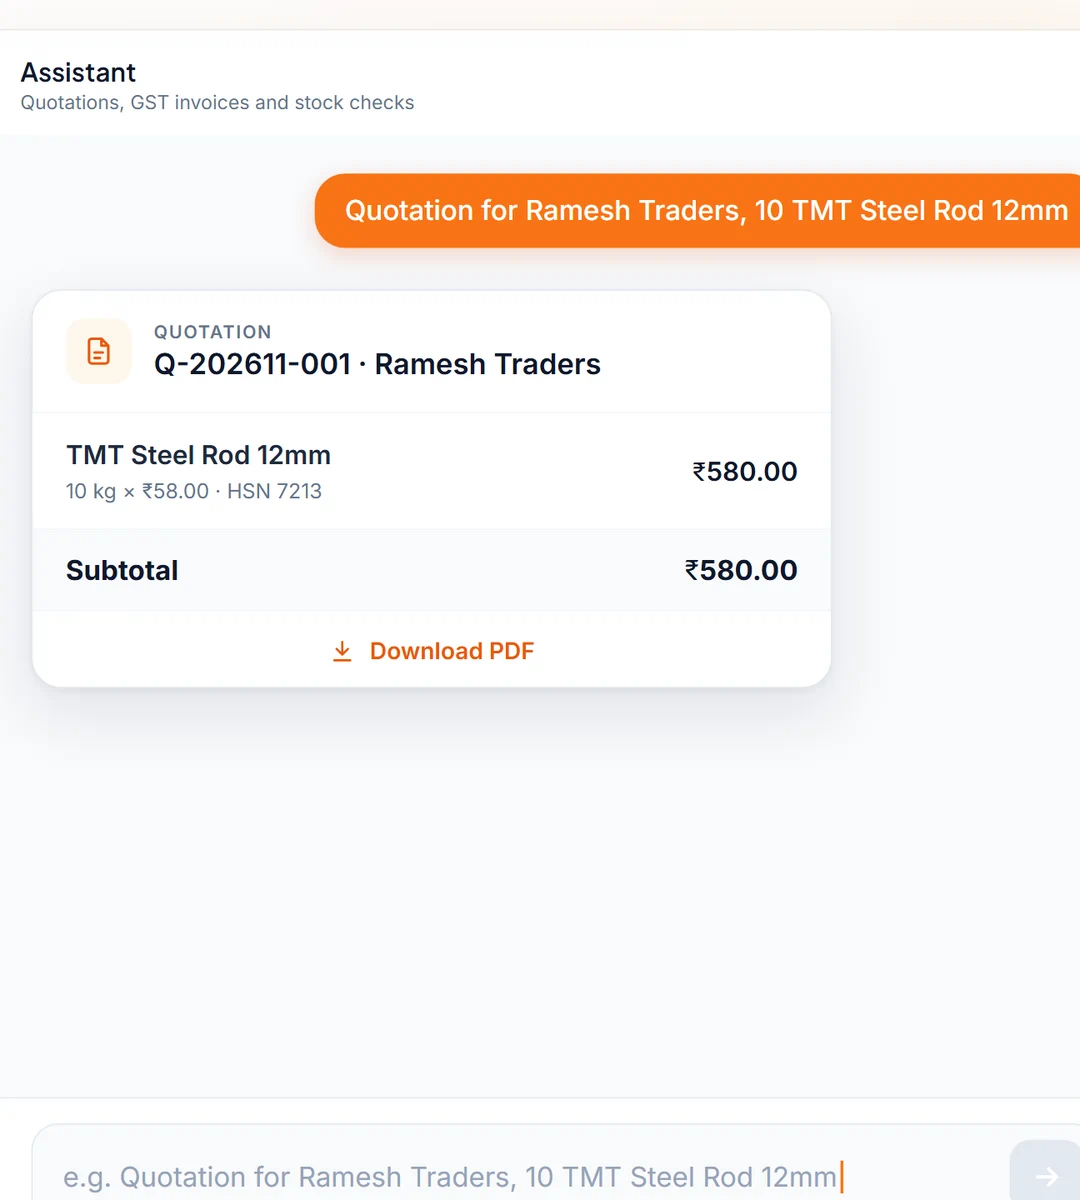 Assistant
Quotations, GST invoices and stock checks
Quotation for Ramesh Traders, 10 TMT Steel Rod 12mm
QUOTATION
Q-202611-001 · Ramesh Traders
TMT Steel Rod 12mm
10 kg × ₹58.00 · HSN 7213
₹580.00
Subtotal
₹580.00
Download PDF
e.g. Quotation for Ramesh Traders, 10 TMT Steel Rod 12mm